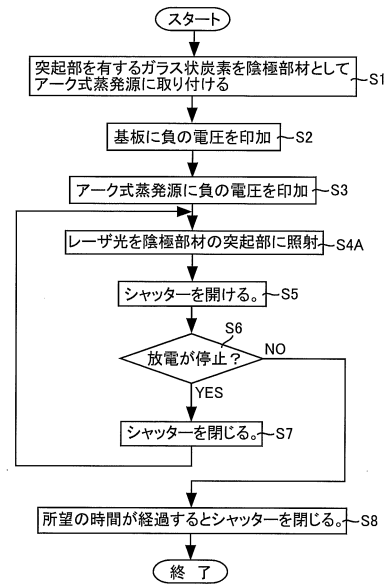 スタート
突起部を有するガラス状炭素を陰極部材として
アーク式蒸発源に取り付ける
S1
基板に負の電圧を印加
S2
アーク式蒸発源に負の電圧を印加
S3
レーザ光を陰極部材の突起部に照射
S4A
シャッターを開ける。
S5
S6
放電が停止？
NO
YES
シャッターを閉じる。
S7
所望の時間が経過するとシャッターを閉じる。
S8
終了